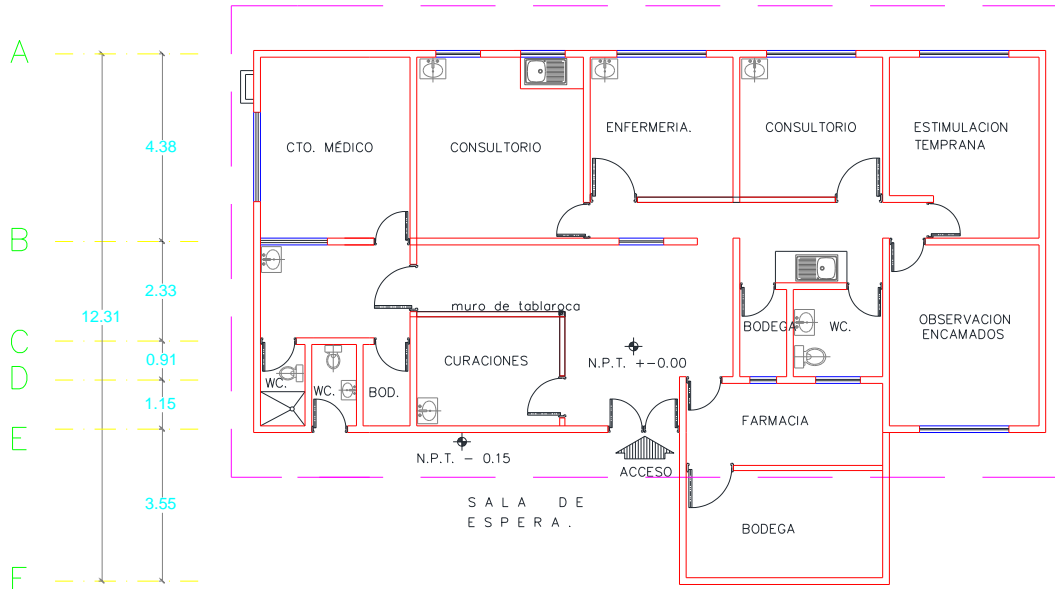 A
B
C
D
E
F
4.38
2.33
12.31
0.91
1.15
3.55
CTO. MÉDICO
CONSULTORIO
ENFERMERIA.
CONSULTORIO
ESTIMULACION
TEMPRANA
muro de tablaroca
BODEGA
WC.
OBSERVACION
ENCAMADOS
CURACIONES
N.P.T. +-0.00
WC.
WC.
BOD.
FARMACIA
N.P.T. - 0.15
ACCESO
SALA DE
ESPERA.
BODEGA